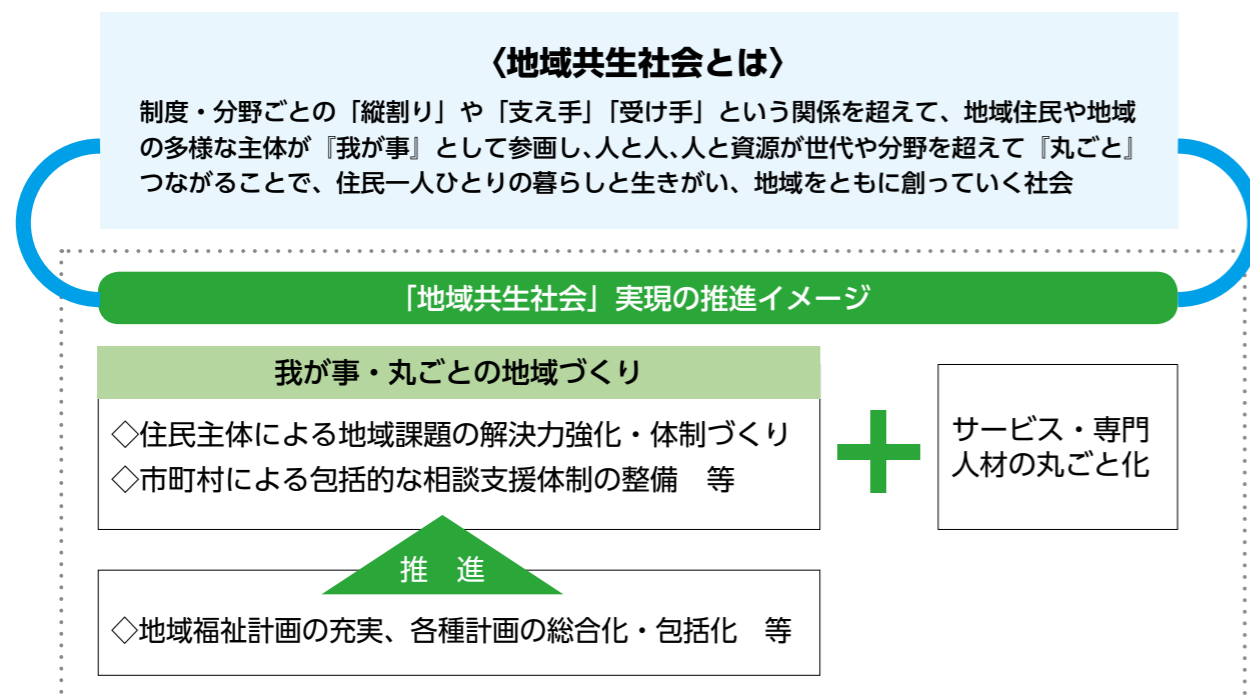 〈地域共生社会とは〉
制度・分野ごとの「縦割り」や「支え手」「受け手」という関係を超えて、地域住民や地域
の多様な主体が『我が事』として参画し、人と人、人と資源が世代や分野を超えて『丸ごと』
つながることで、住民一人ひとりの暮らしと生きがい、地域をともに創っていく社会
「地域共生社会」実現の推進イメージ
我が事・丸ごとの地域づくり
◇住民主体による地域課題の解決力強化・体制づくり
◇市町村による包括的な相談支援体制の整備　等
サービス・専門
人材の丸ごと化
推　進
◇地域福祉計画の充実、各種計画の総合化・包括化　等